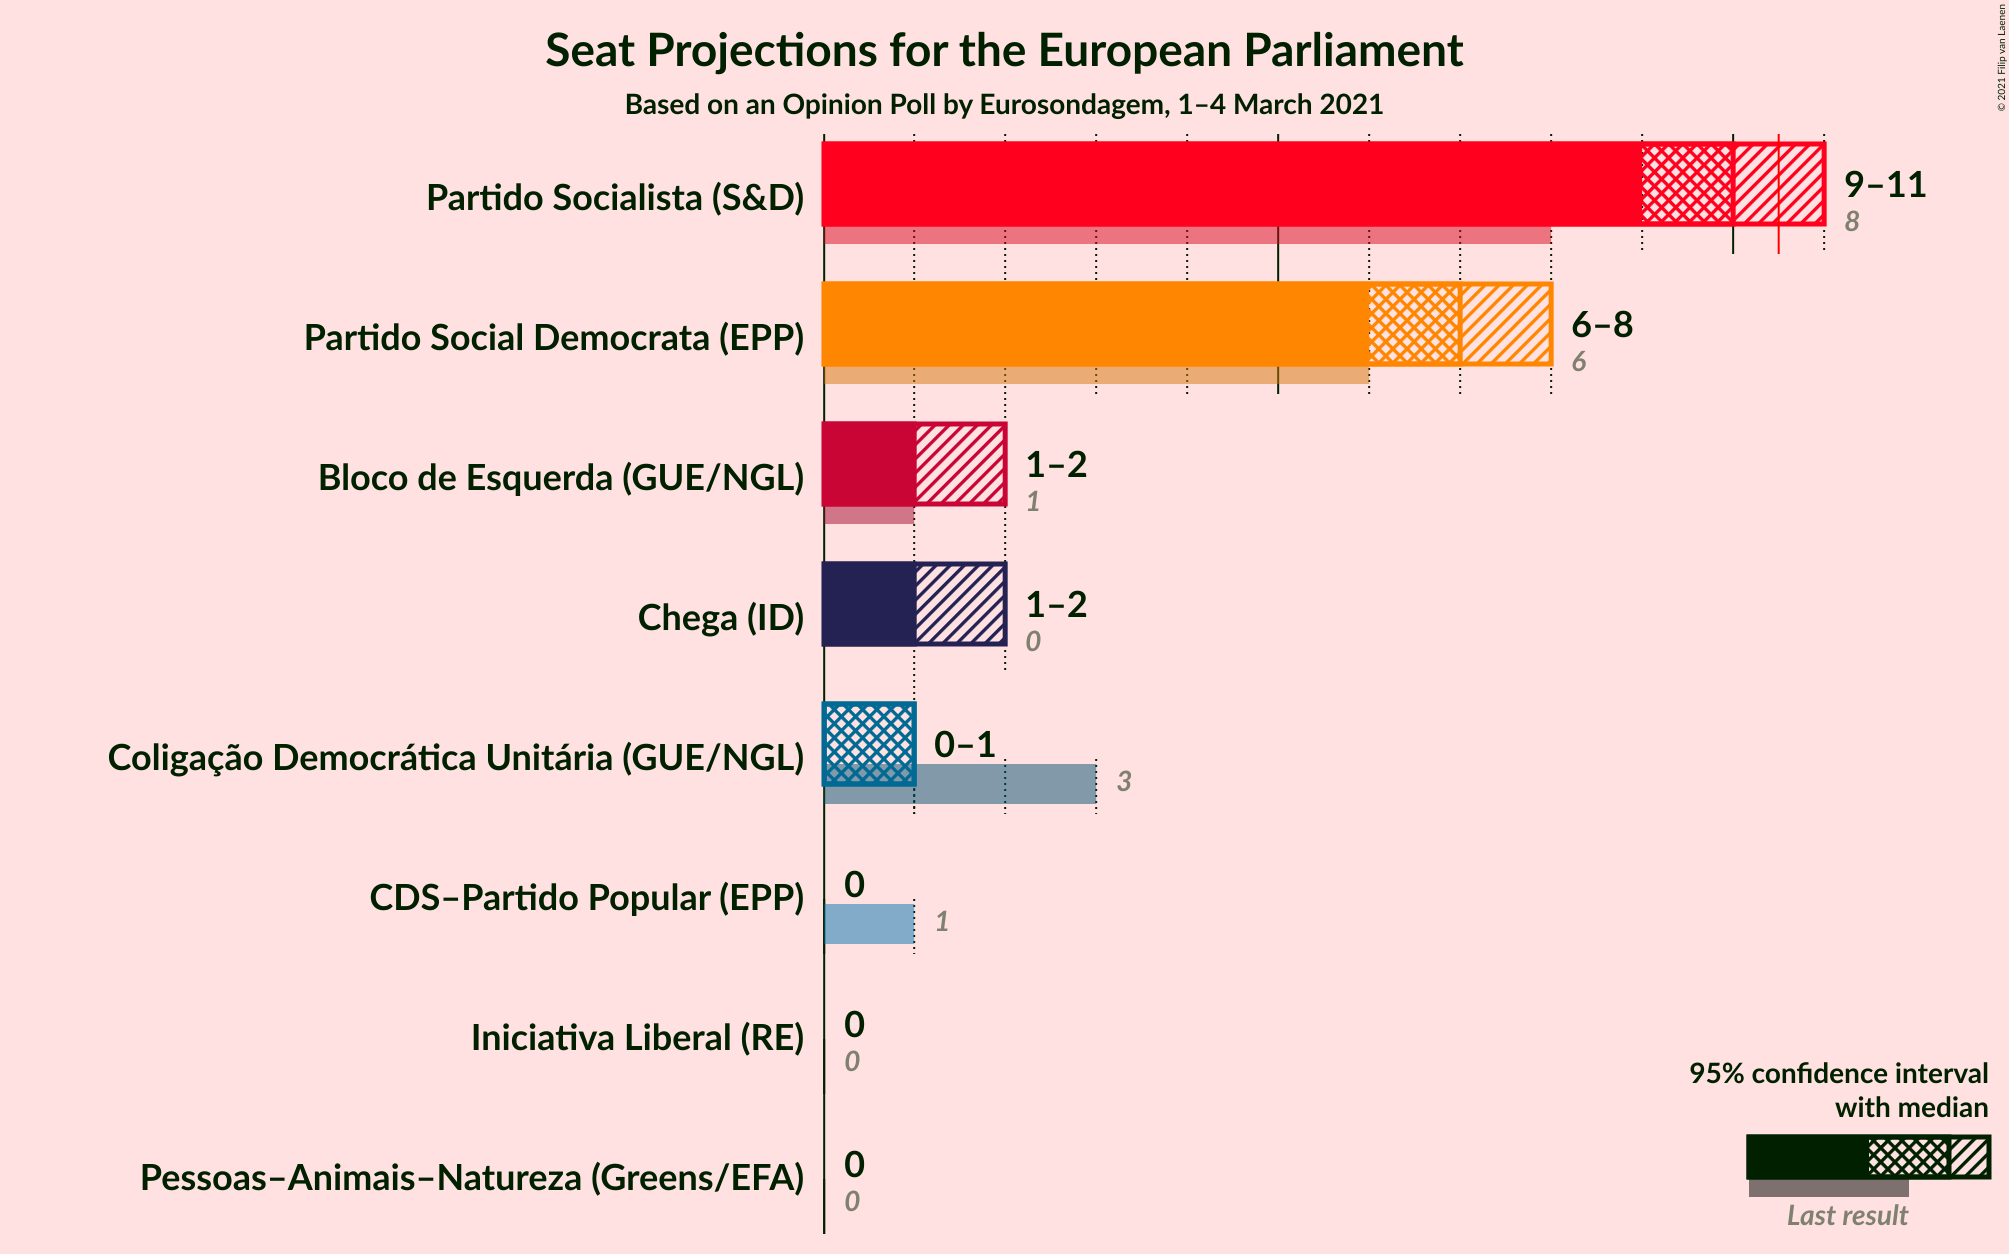 Seat Projections for the European Parliament
Based on an Opinion Poll by Eurosondagem, 1–4 March 2021
© 2021 Filip van Laenen
Partido Socialista (S&D)
9–11
8
Partido Social Democrata (EPP)
6–8
6
Bloco de Esquerda (GUE/NGL)
1–2
1
Chega (ID)
1–2
0
Coligação Democrática Unitária (GUE/NGL)
0–1
3
CDS–Partido Popular (EPP)
0
1
Iniciativa Liberal (RE)
0
0
Pessoas–Animais–Natureza (Greens/EFA)
0
0
95% confidence interval
with median
Last result